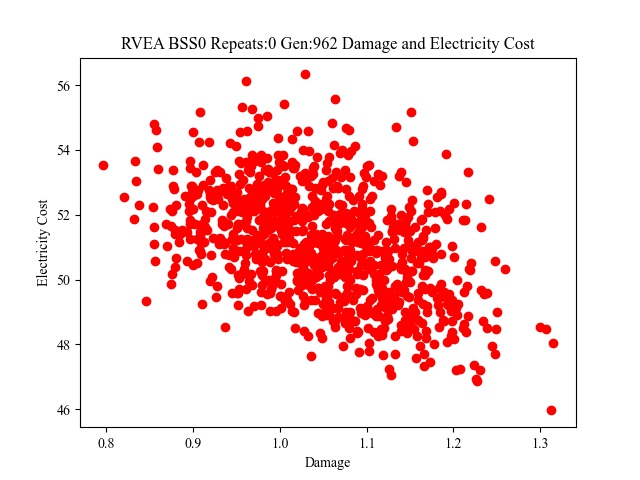 RVEA BSS0 Repeats:0 Gen:962 Damage and Electricity Cost
56
54
52
50
48
46
Electricity Cost
0.8 0.9 1.0 1.1 1.2 1.3
Damage